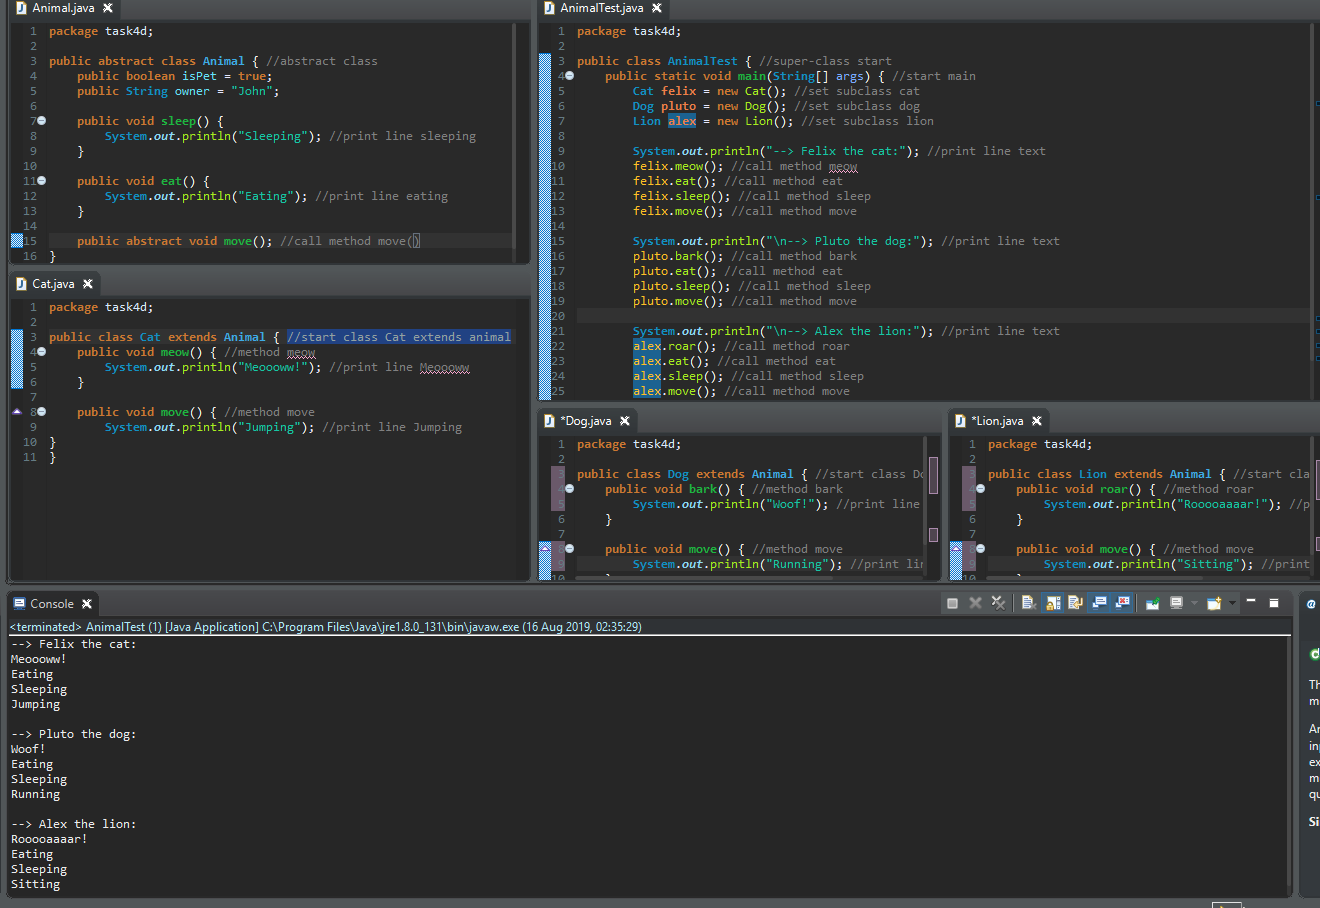 Animal.java
1 package task4d;
2
3 public abstract class Animal { //abstract class
4     public boolean isPet = true;
5     public String owner = "John";
6
7     public void sleep() {
8         System.out.println("Sleeping"); //print line sleeping
9     }
10
11     public void eat() {
12         System.out.println("Eating"); //print line eating
13     }
14
15     public abstract void move(); //call method move()
16 }
Cat.java
1 package task4d;
2
3 public class Cat extends Animal { //start class Cat extends animal
4     public void meow() { //method meow
5         System.out.println("Meoooww!"); //print line Meoooww
6     }
7
8     public void move() { //method move
9         System.out.println("Jumping"); //print line Jumping
10 }
11 }
AnimalTest.java
1 package task4d;
2
3 public class AnimalTest { //super-class start
4     public static void main(String[] args) { //start main
5         Cat felix = new Cat(); //set subclass cat
6         Dog pluto = new Dog(); //set subclass dog
7         Lion alex = new Lion(); //set subclass lion
8
9         System.out.println("--> Felix the cat:"); //print line text
10         felix.meow(); //call method meow
11         felix.eat(); //call method eat
12         felix.sleep(); //call method sleep
13         felix.move(); //call method move
14
15         System.out.println("\n--> Pluto the dog:"); //print line text
16         pluto.bark(); //call method bark
17         pluto.eat(); //call method eat
18         pluto.sleep(); //call method sleep
19         pluto.move(); //call method move
20
21         System.out.println("\n--> Alex the lion:"); //print line text
22         alex.roar(); //call method roar
23         alex.eat(); //call method eat
24         alex.sleep(); //call method sleep
25         alex.move(); //call method move
*Dog.java
1 package task4d;
2
3 public class Dog extends Animal { //start class Do
4     public void bark() { //method bark
5         System.out.println("Woof!"); //print line
6     }
7
8     public void move() { //method move
9         System.out.println("Running"); //print lin
10
*Lion.java
1 package task4d;
2
3 public class Lion extends Animal { //start cla
4     public void roar() { //method roar
5         System.out.println("Rooooaaaar!"); //p
6     }
7
8     public void move() { //method move
9         System.out.println("Sitting"); //print
10
Console
<terminated> AnimalTest (1) [Java Application] C:\Program Files\Java\jre1.8.0_131\bin\javaw.exe (16 Aug 2019, 02:35:29)
--> Felix the cat:
Meoooww!
Eating
Sleeping
Jumping

--> Pluto the dog:
Woof!
Eating
Sleeping
Running

--> Alex the lion:
Rooooaaaar!
Eating
Sleeping
Sitting